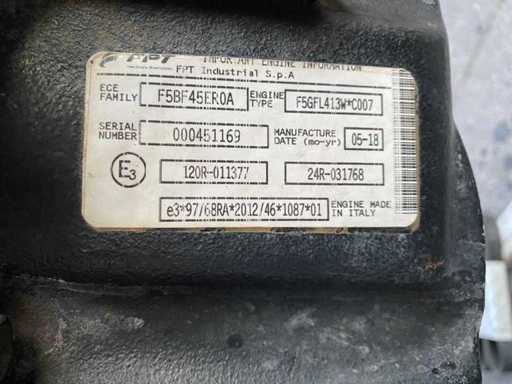 FPT IMPORTANT ENGINE INFORMATION
FPT Industrial S.p.A
ECE FAMILY F5BF45ER0A ENGINE TYPE F5GFL413W*C007
SERIAL NUMBER 000451169 MANUFACTURE DATE (mo-yr) 05-18
E3 120R-011377 24R-031768
e3*97/68RA*2012/46*1087*01 ENGINE MADE IN ITALY